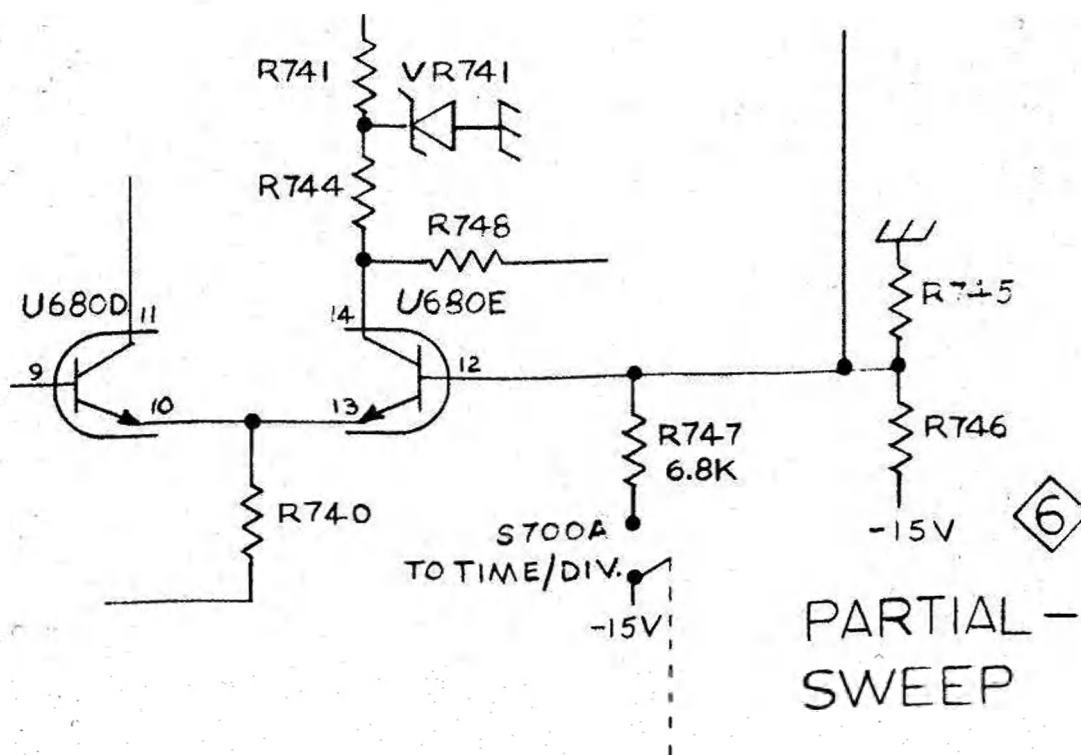 R741
VR741
R744
R748
U680D
11
14
U680E
R745
9
12
10
13
R747
6.8K
R746
R740
S700A
TO TIME/DIV.
-15V
-15V
6
PARTIAL -
SWEEP